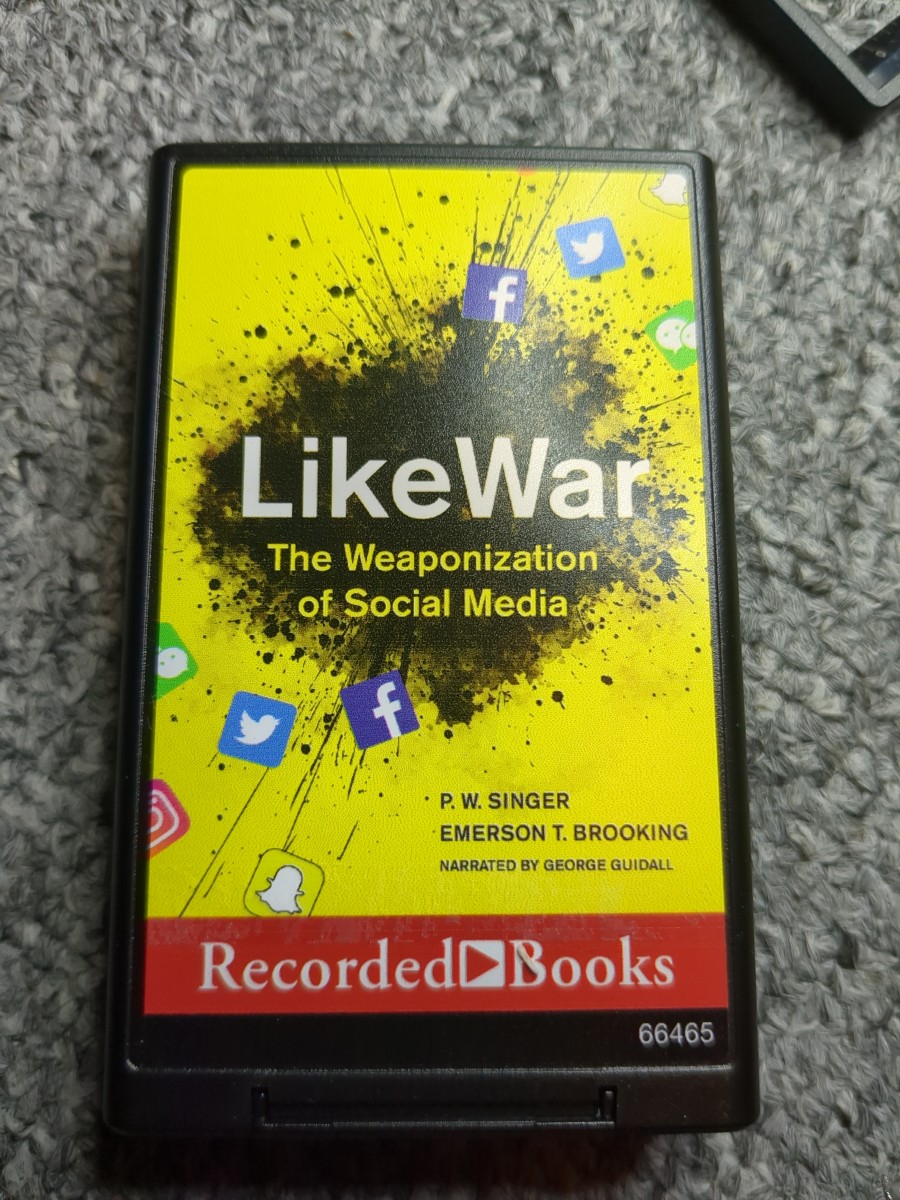 LikeWar
The Weaponization
of Social Media
P. W. SINGER
EMERSON T. BROOKING
NARRATED BY GEORGE GUIDALL
Recorded Books
66465